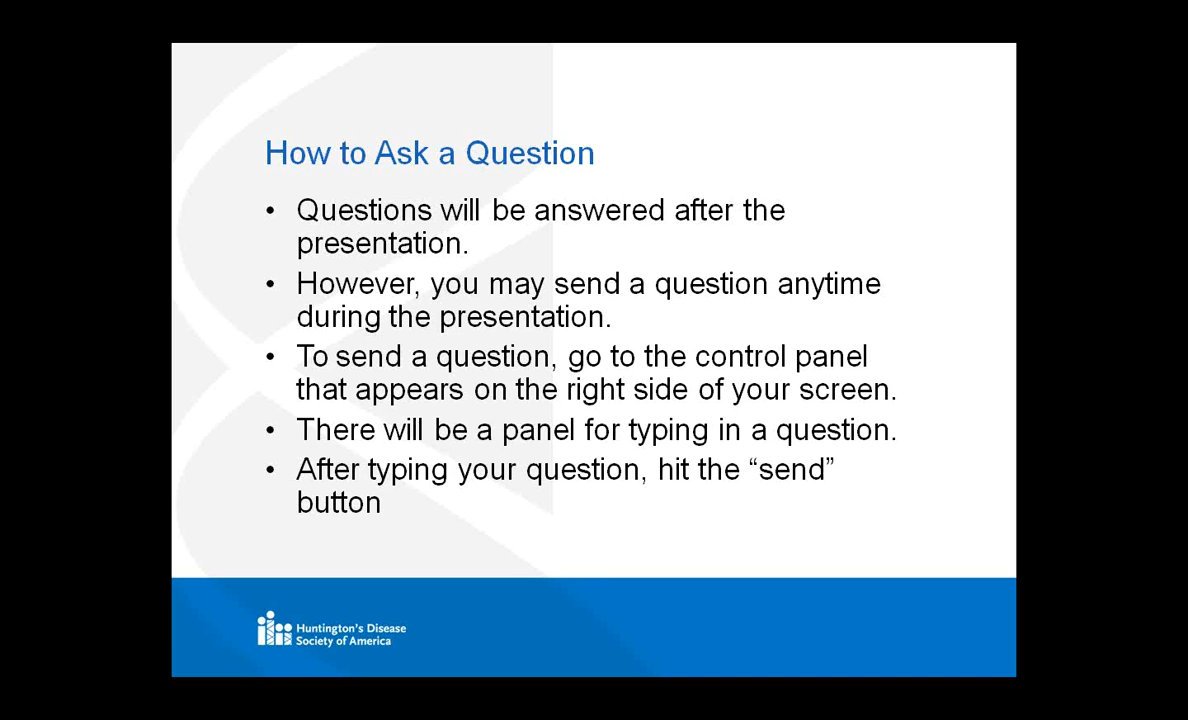 How to Ask a Question
• Questions will be answered after the
presentation.
• However, you may send a question anytime
during the presentation.
• To send a question, go to the control panel
that appears on the right side of your screen.
• There will be a panel for typing in a question.
• After typing your question, hit the “send”
button
Huntington's Disease
Society of America